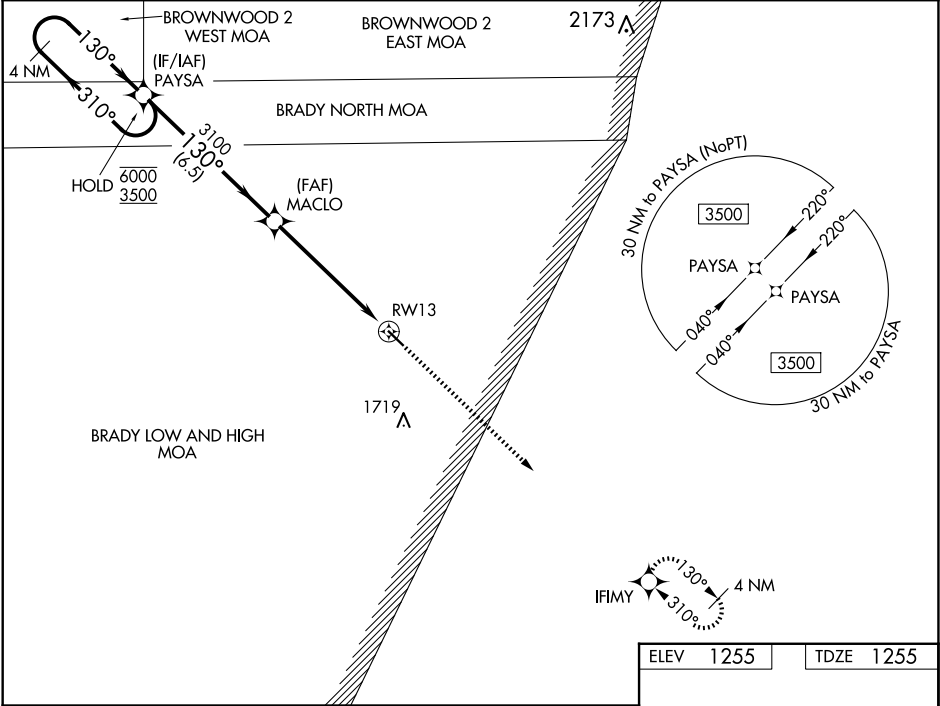 BROWNWOOD 2
WEST MOA
BROWNWOOD 2
EAST MOA
2173
130°
4 NM
(IF/IAF)
PAYSA
310°
BRADY NORTH MOA
3100
130°
(6.5)
HOLD
6000
3500
(FAF)
MACLO
30 NM to PAYSA (NoPT)
3500
220°
220°
PAYSA
PAYSA
040°
040°
3500
30 NM to PAYSA
RW13
1719
BRADY LOW AND HIGH
MOA
IFIMY
130°
310°
4 NM
ELEV 1255
TDZE 1255